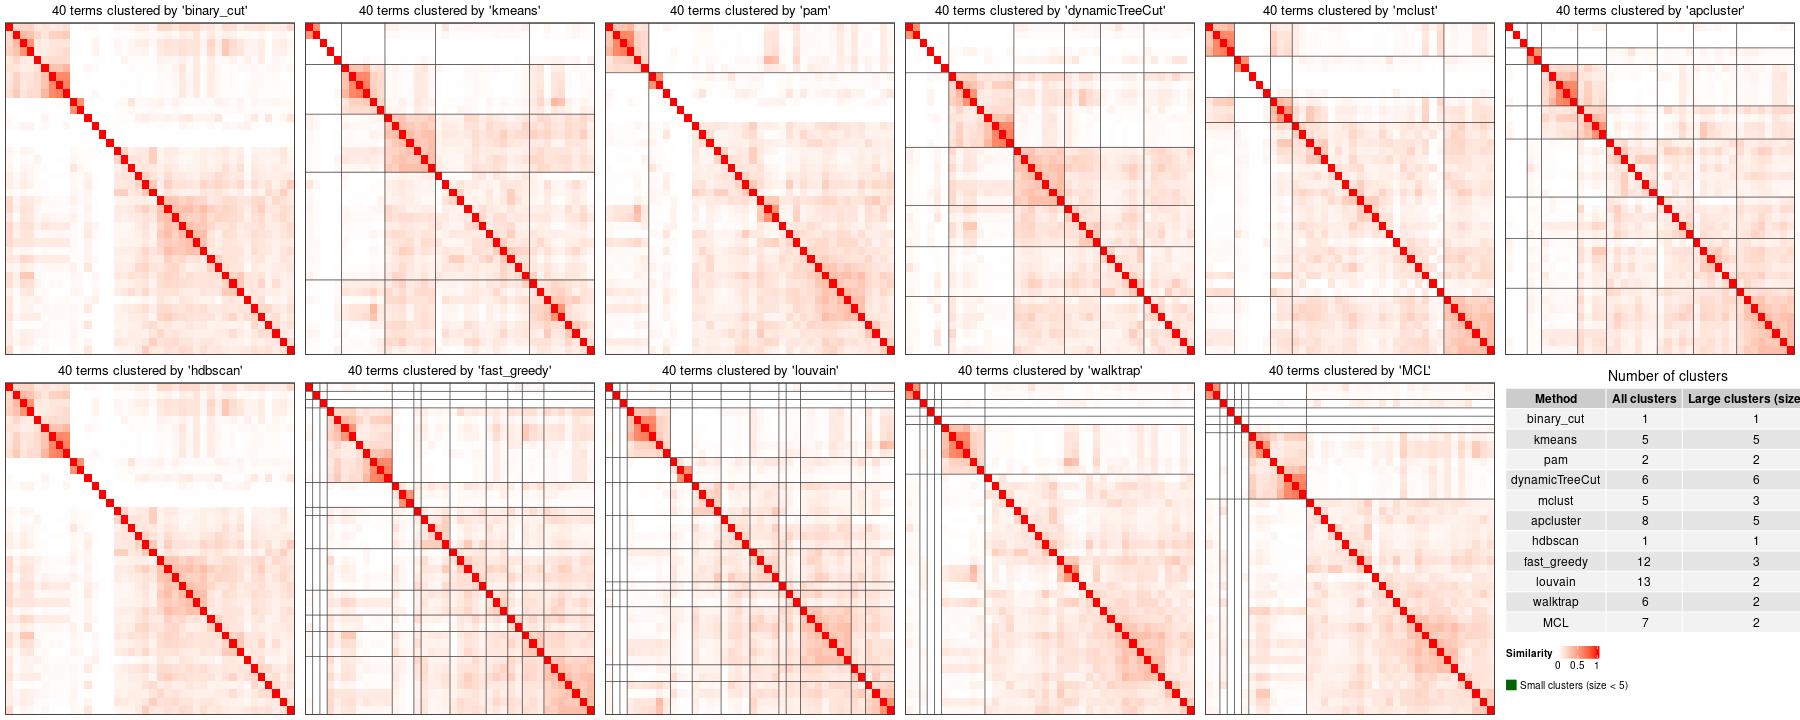 40 terms clustered by 'binary_cut'
40 terms clustered by 'kmeans'
40 terms clustered by 'pam'
40 terms clustered by 'dynamicTreeCut'
40 terms clustered by 'mclust'
40 terms clustered by 'apcluster'
40 terms clustered by 'hdbscan'
40 terms clustered by 'fast_greedy'
40 terms clustered by 'louvain'
40 terms clustered by 'walktrap'
40 terms clustered by 'MCL'
Number of clusters
Method All clusters Large clusters (size
binary_cut 1 1
kmeans 5 5
pam 2 2
dynamicTreeCut 6 6
mclust 5 3
apcluster 8 5
hdbscan 1 1
fast_greedy 12 3
louvain 13 2
walktrap 6 2
MCL 7 2
Similarity
0 0.5 1
Small clusters (size < 5)